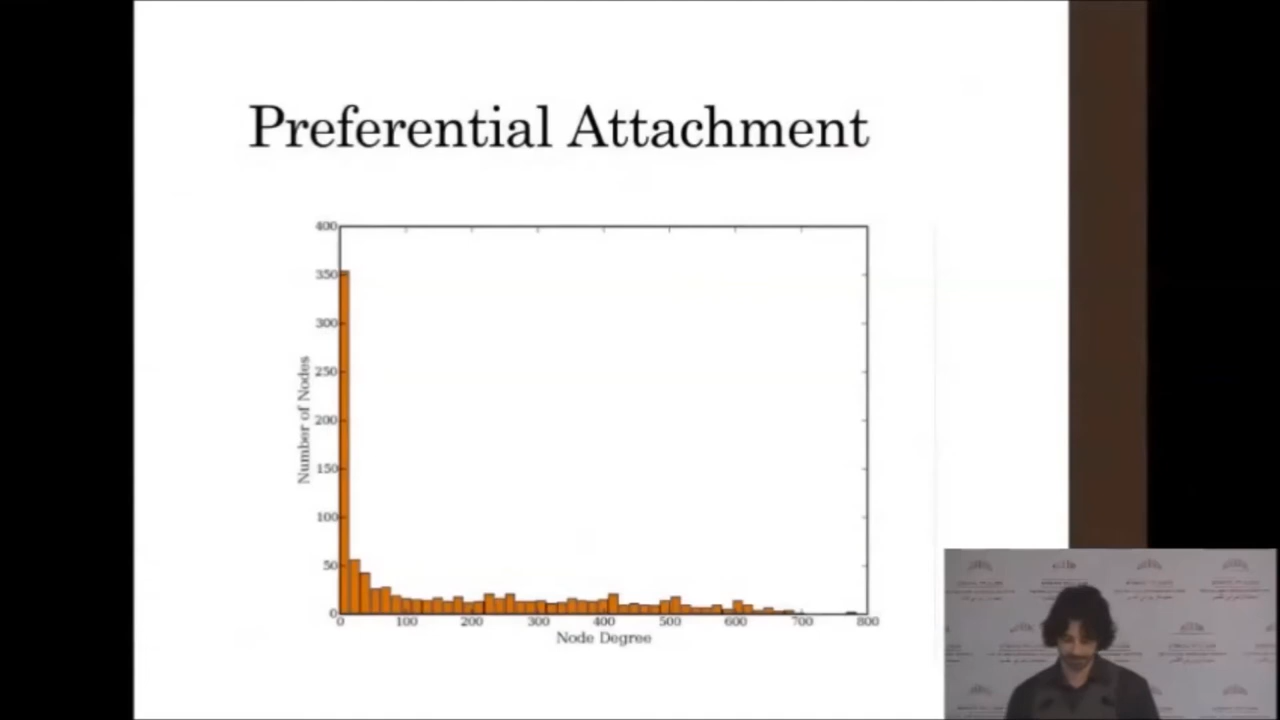 Preferential Attachment
400
350
300
250
200
150
100
50
0
Number of Nodes
0 100 200 300 400 500 600 700 800
Node Degree